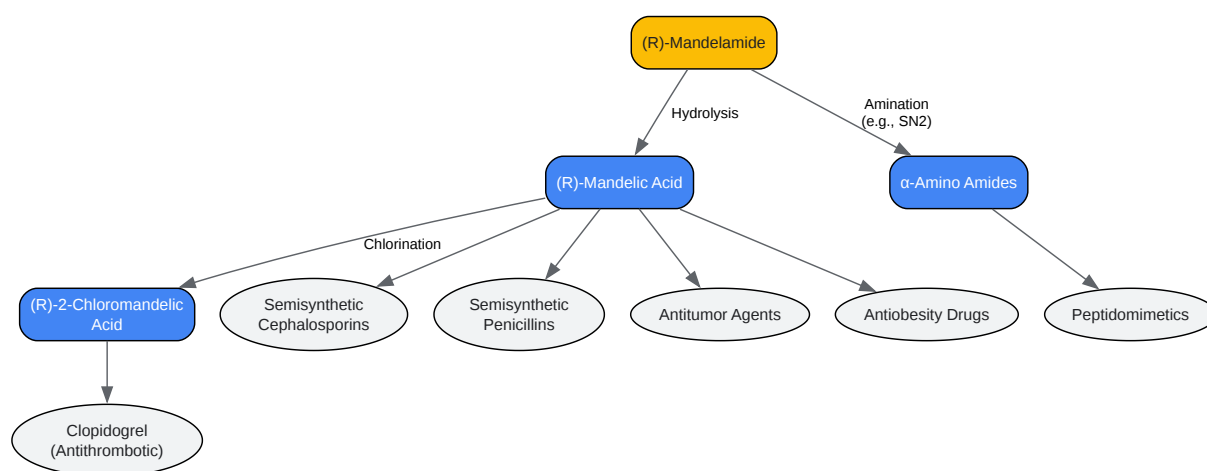 (R)-Mandelamide
Hydrolysis
Amination
(e.g., SN2)
(R)-Mandelic Acid
α-Amino Amides
Chlorination
(R)-2-Chloromandelic
Acid
Semisynthetic
Cephalosporins
Semisynthetic
Penicillins
Antitumor Agents
Antiobesity Drugs
Peptidomimetics
Clopidogrel
(Antithrombotic)